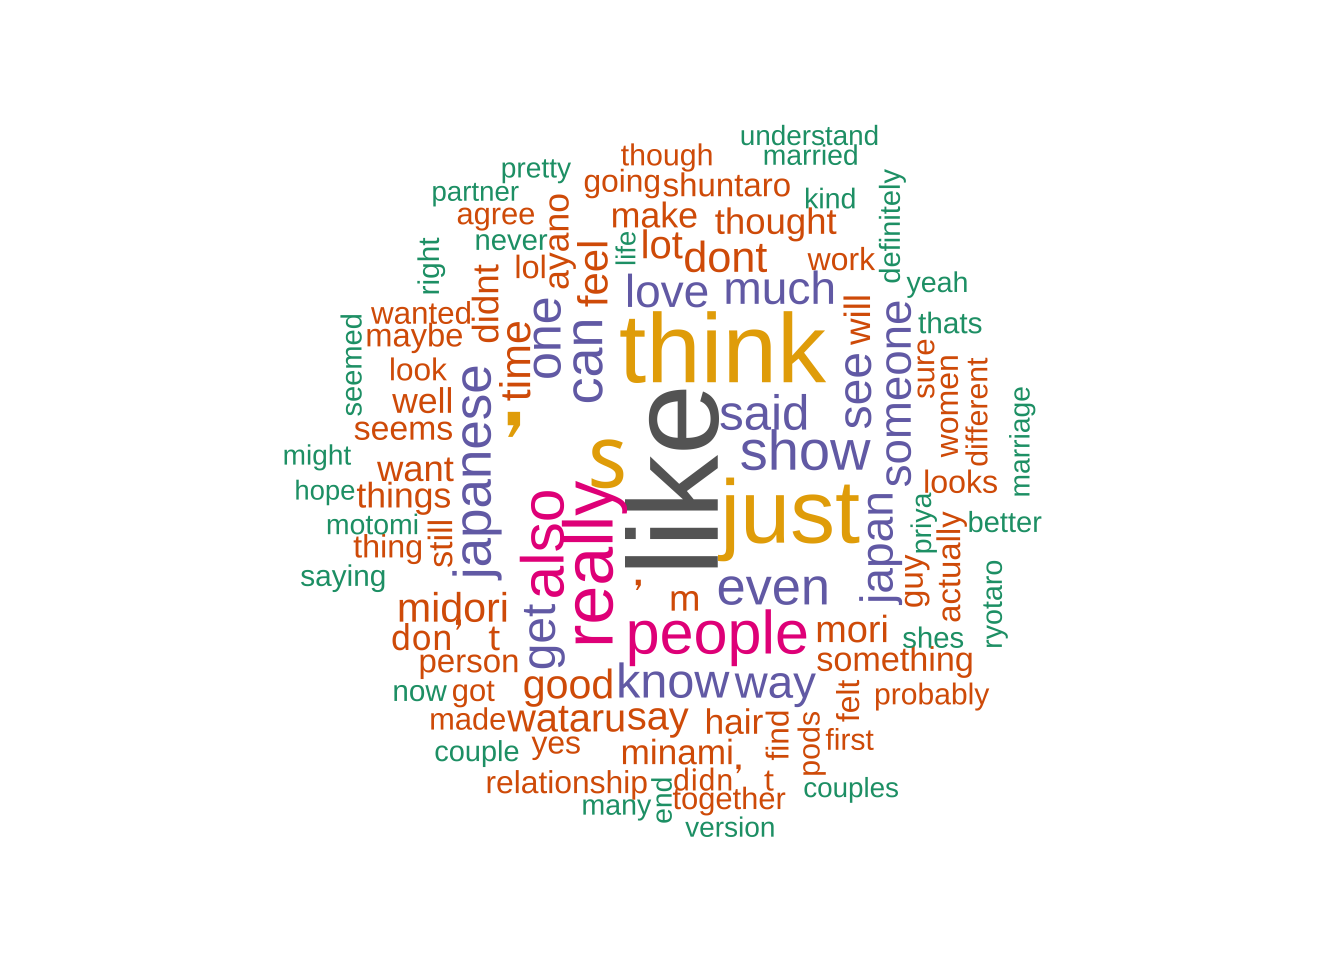 understand
though
married
pretty
going
shuntaro
partner
kind
definitely
agree
ayano
make
thought
never
life
lot
dont
work
right
lol
feel
didnt
love
much
will
yeah
wanted
one
can
think
someone
thats
maybe
time
see
sure
seemed
look
japanese
like
said
women
different
well
,
marriage
seems
s
show
might
want
really
just
japan
looks
hope
things
also
priya
better
motomi
still
actually
thing
saying
’
even
guy
ryotaro
m
midori
get
people
mori
shes
don’t
person
something
now
got
good
know
way
probably
made
wataru
say
hair
find
pods
felt
couple
yes
minami
first
relationship
didn’t
many
end
together
couples
version